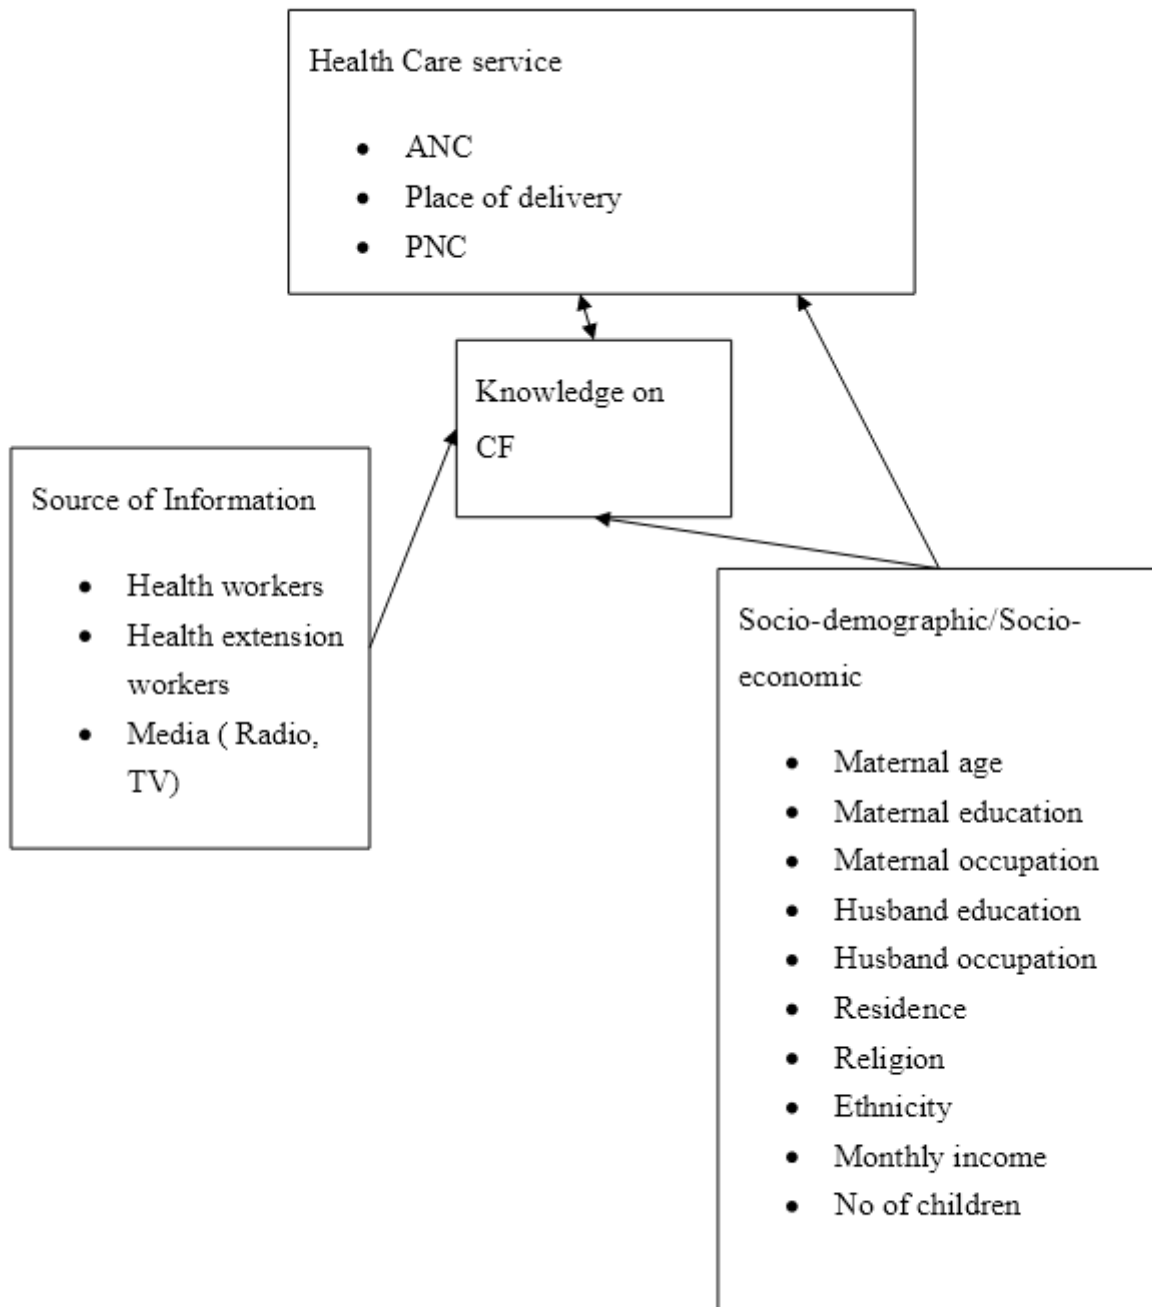 Health Care service
• ANC
• Place of delivery
• PNC
Knowledge on
CF
Source of Information
• Health workers
• Health extension
workers
• Media ( Radio,
TV)
Socio-demographic/Socio-
economic
• Maternal age
• Maternal education
• Maternal occupation
• Husband education
• Husband occupation
• Residence
• Religion
• Ethnicity
• Monthly income
• No of children